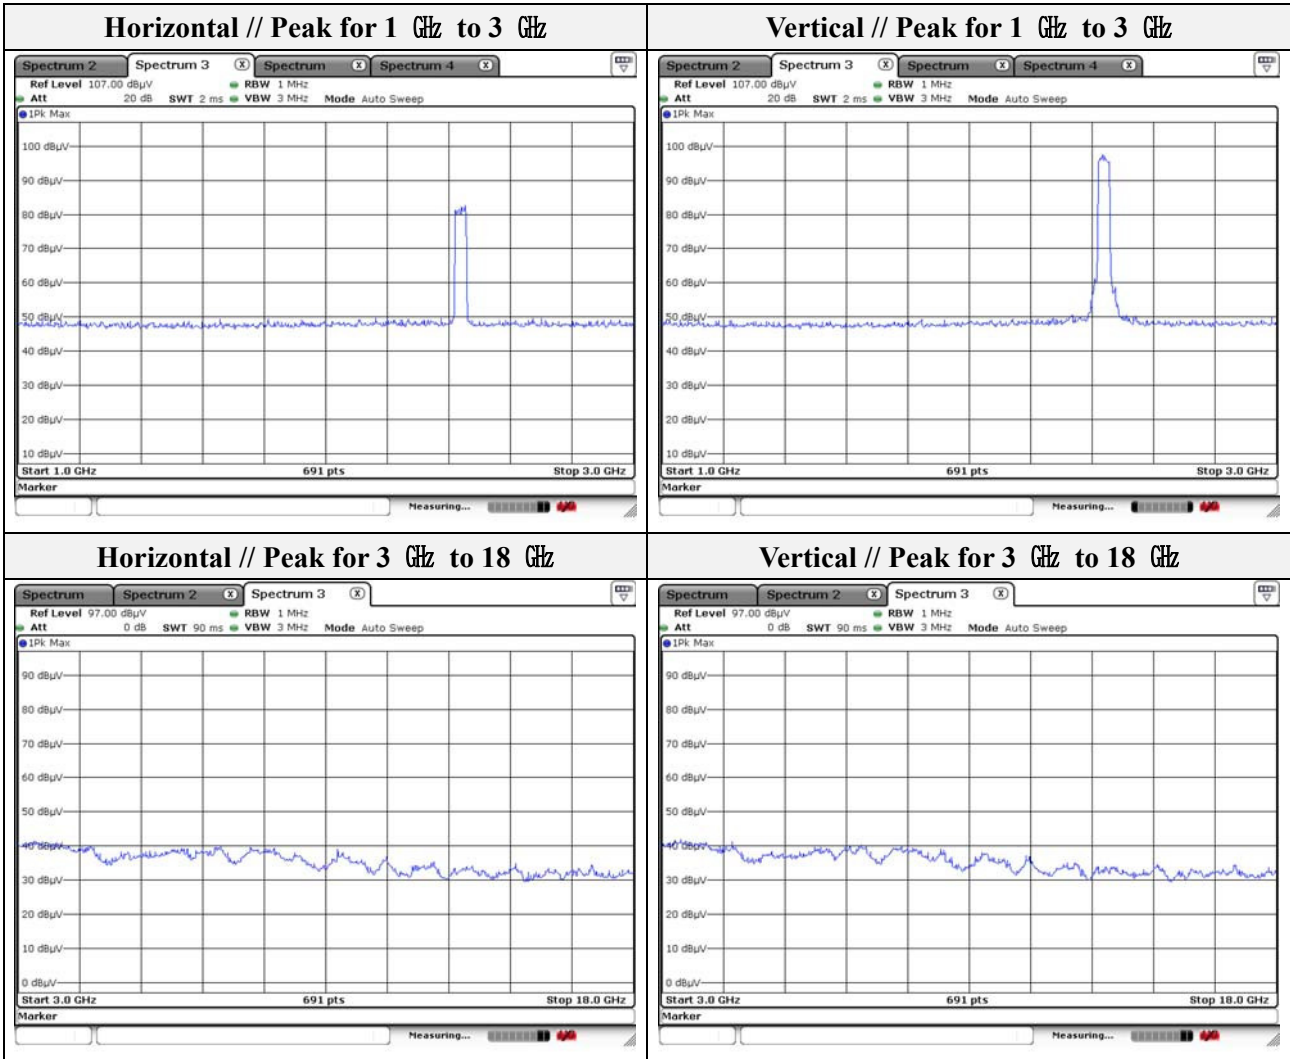 Horizontal // Peak for 1 ㎓ to 3 ㎓
Spectrum 2 Spectrum 3 Spectrum Spectrum 4
Ref Level 107.00 dBµV RBW 1 MHz
Att 20 dB SWT 2 ms VBW 3 MHz Mode Auto Sweep
1Pk Max
100 dBµV
90 dBµV
80 dBµV
70 dBµV
60 dBµV
50 dBµV
40 dBµV
30 dBµV
20 dBµV
10 dBµV
Start 1.0 GHz 691 pts Stop 3.0 GHz
Marker
Measuring...
Vertical // Peak for 1 ㎓ to 3 ㎓
Spectrum 2 Spectrum 3 Spectrum Spectrum 4
Ref Level 107.00 dBµV RBW 1 MHz
Att 20 dB SWT 2 ms VBW 3 MHz Mode Auto Sweep
1Pk Max
100 dBµV
90 dBµV
80 dBµV
70 dBµV
60 dBµV
50 dBµV
40 dBµV
30 dBµV
20 dBµV
10 dBµV
Start 1.0 GHz 691 pts Stop 3.0 GHz
Marker
Measuring...
Horizontal // Peak for 3 ㎓ to 18 ㎓
Spectrum Spectrum 2 Spectrum 3
Ref Level 97.00 dBµV RBW 1 MHz
Att 0 dB SWT 90 ms VBW 3 MHz Mode Auto Sweep
1Pk Max
90 dBµV
80 dBµV
70 dBµV
60 dBµV
50 dBµV
40 dBµV
30 dBµV
20 dBµV
10 dBµV
0 dBµV
Start 3.0 GHz 691 pts Stop 18.0 GHz
Marker
Measuring...
Vertical // Peak for 3 ㎓ to 18 ㎓
Spectrum Spectrum 2 Spectrum 3
Ref Level 97.00 dBµV RBW 1 MHz
Att 0 dB SWT 90 ms VBW 3 MHz Mode Auto Sweep
1Pk Max
90 dBµV
80 dBµV
70 dBµV
60 dBµV
50 dBµV
40 dBµV
30 dBµV
20 dBµV
10 dBµV
0 dBµV
Start 3.0 GHz 691 pts Stop 18.0 GHz
Marker
Measuring...